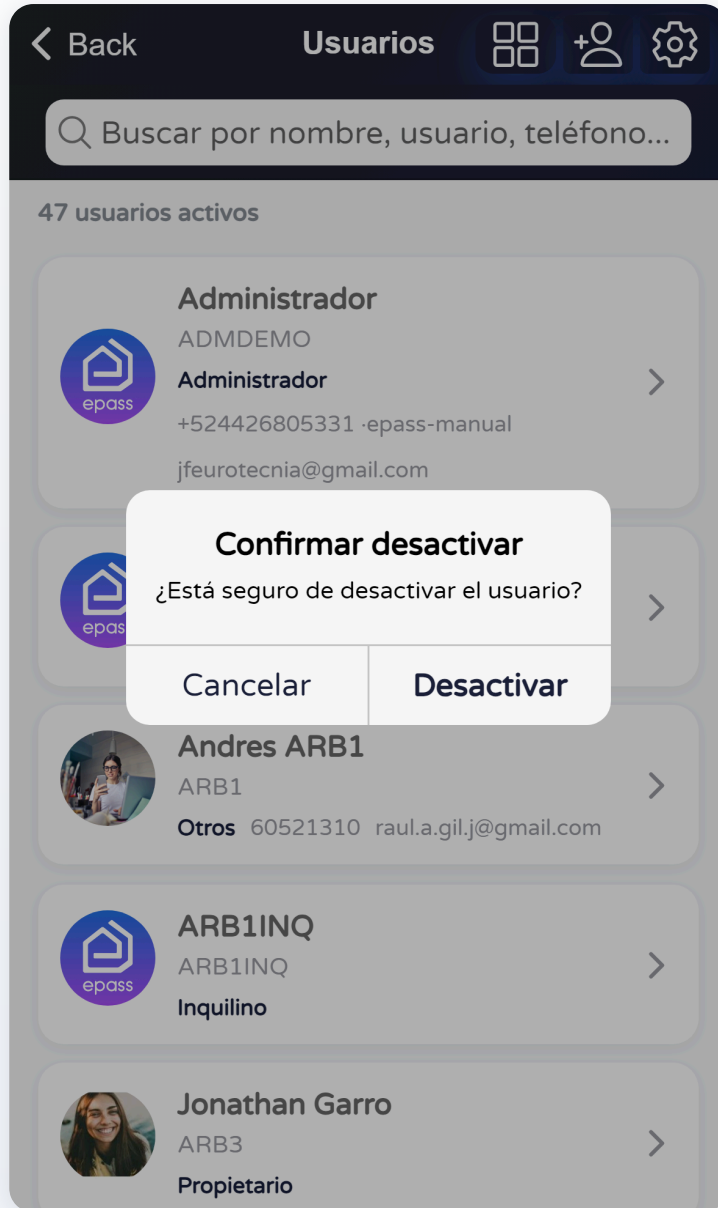 Back
Usuarios
Buscar por nombre, usuario, teléfono...
47 usuarios activos
Administrador
ADMDEMO
Administrador
+524426805331 ·epass-manual
jfeurotecnia@gmail.com
epass
Confirmar desactivar
¿Está seguro de desactivar el usuario?
epas
Cancelar
Desactivar
Andres ARB1
ARB1
Otros 60521310 raul.a.gil.j@gmail.com
ARB1INQ
ARB1INQ
Inquilino
epass
Jonathan Garro
ARB3
Propietario